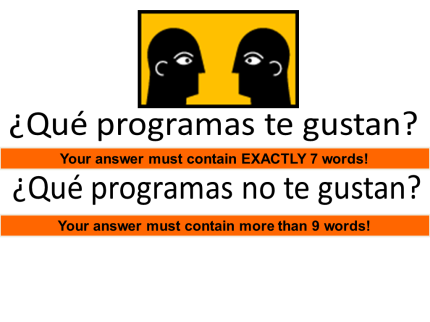 ¿Qué programas te gustan?
Your answer must contain EXACTLY 7 words!
¿Qué programas no te gustan?
Your answer must contain more than 9 words!